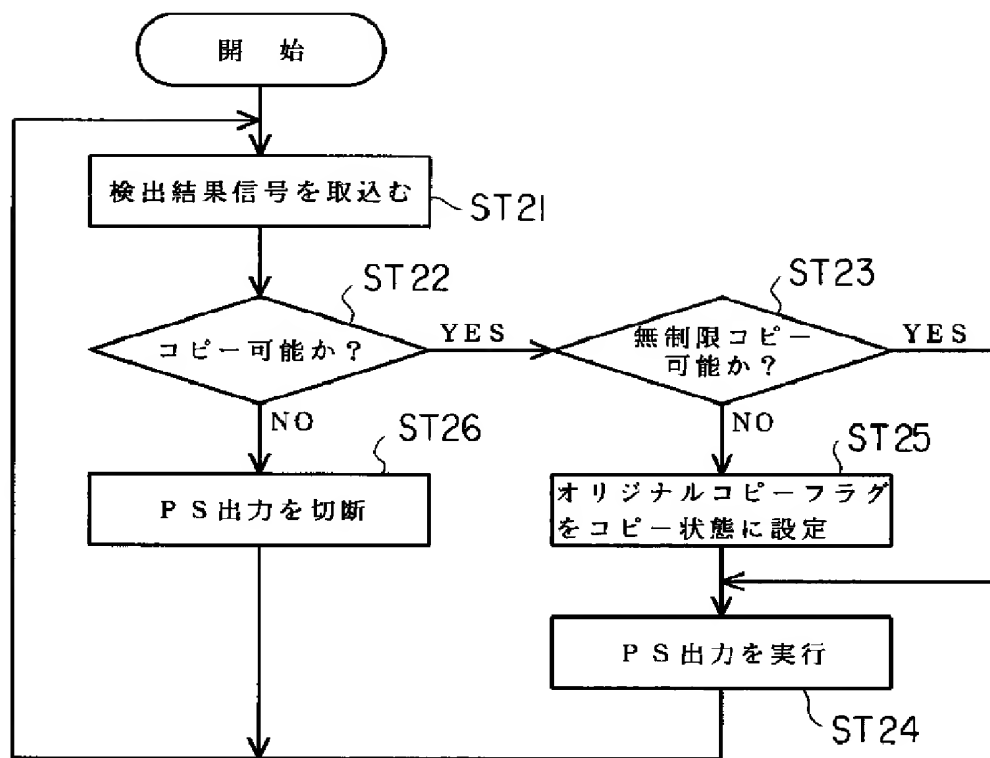 開 始
検出結果信号を取込む
ST21
ST22
コピー可能か?
YES
ST23
無制限コピー
可能か?
YES
NO
ST26
PS出力を切断
NO
ST25
オリジナルコピーフラグ
をコピー状態に設定
PS出力を実行
ST24